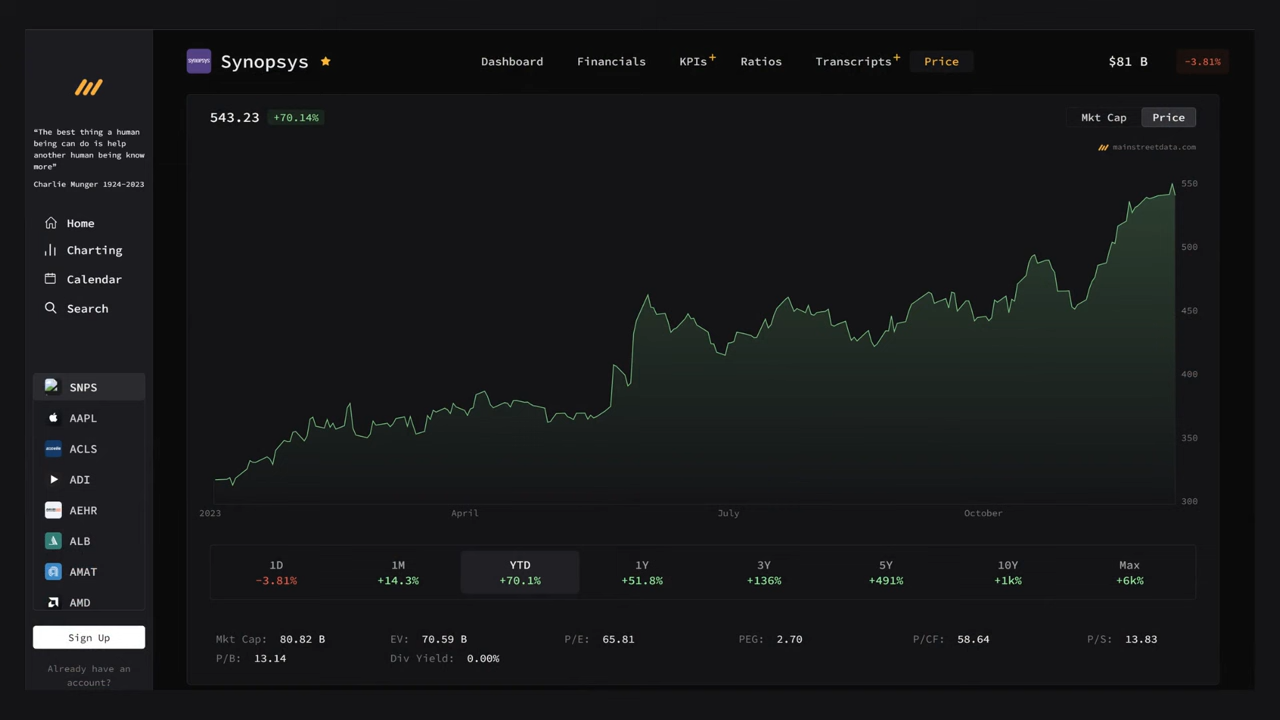 synopsys
Synopsys
Dashboard
Financials
KPIs+
Ratios
Transcripts+
Price
$81 B
-3.81%
“The best thing a human
being can do is help
another human being know
more”
Charlie Munger 1924-2023
Home
Charting
Calendar
Search
SNPS
AAPL
ACLS
ADI
AEHR
ALB
AMAT
AMD
Sign Up
Already have an
account?
543.23
+70.14%
Mkt Cap
Price
mainstreetdata.com
550
500
450
400
350
300
2023
April
July
October
1D
-3.81%
1M
+14.3%
YTD
+70.1%
1Y
+51.8%
3Y
+136%
5Y
+491%
10Y
+1k%
Max
+6k%
Mkt Cap: 80.82 B
EV: 70.59 B
P/E: 65.81
PEG: 2.70
P/CF: 58.64
P/S: 13.83
P/B: 13.14
Div Yield: 0.00%